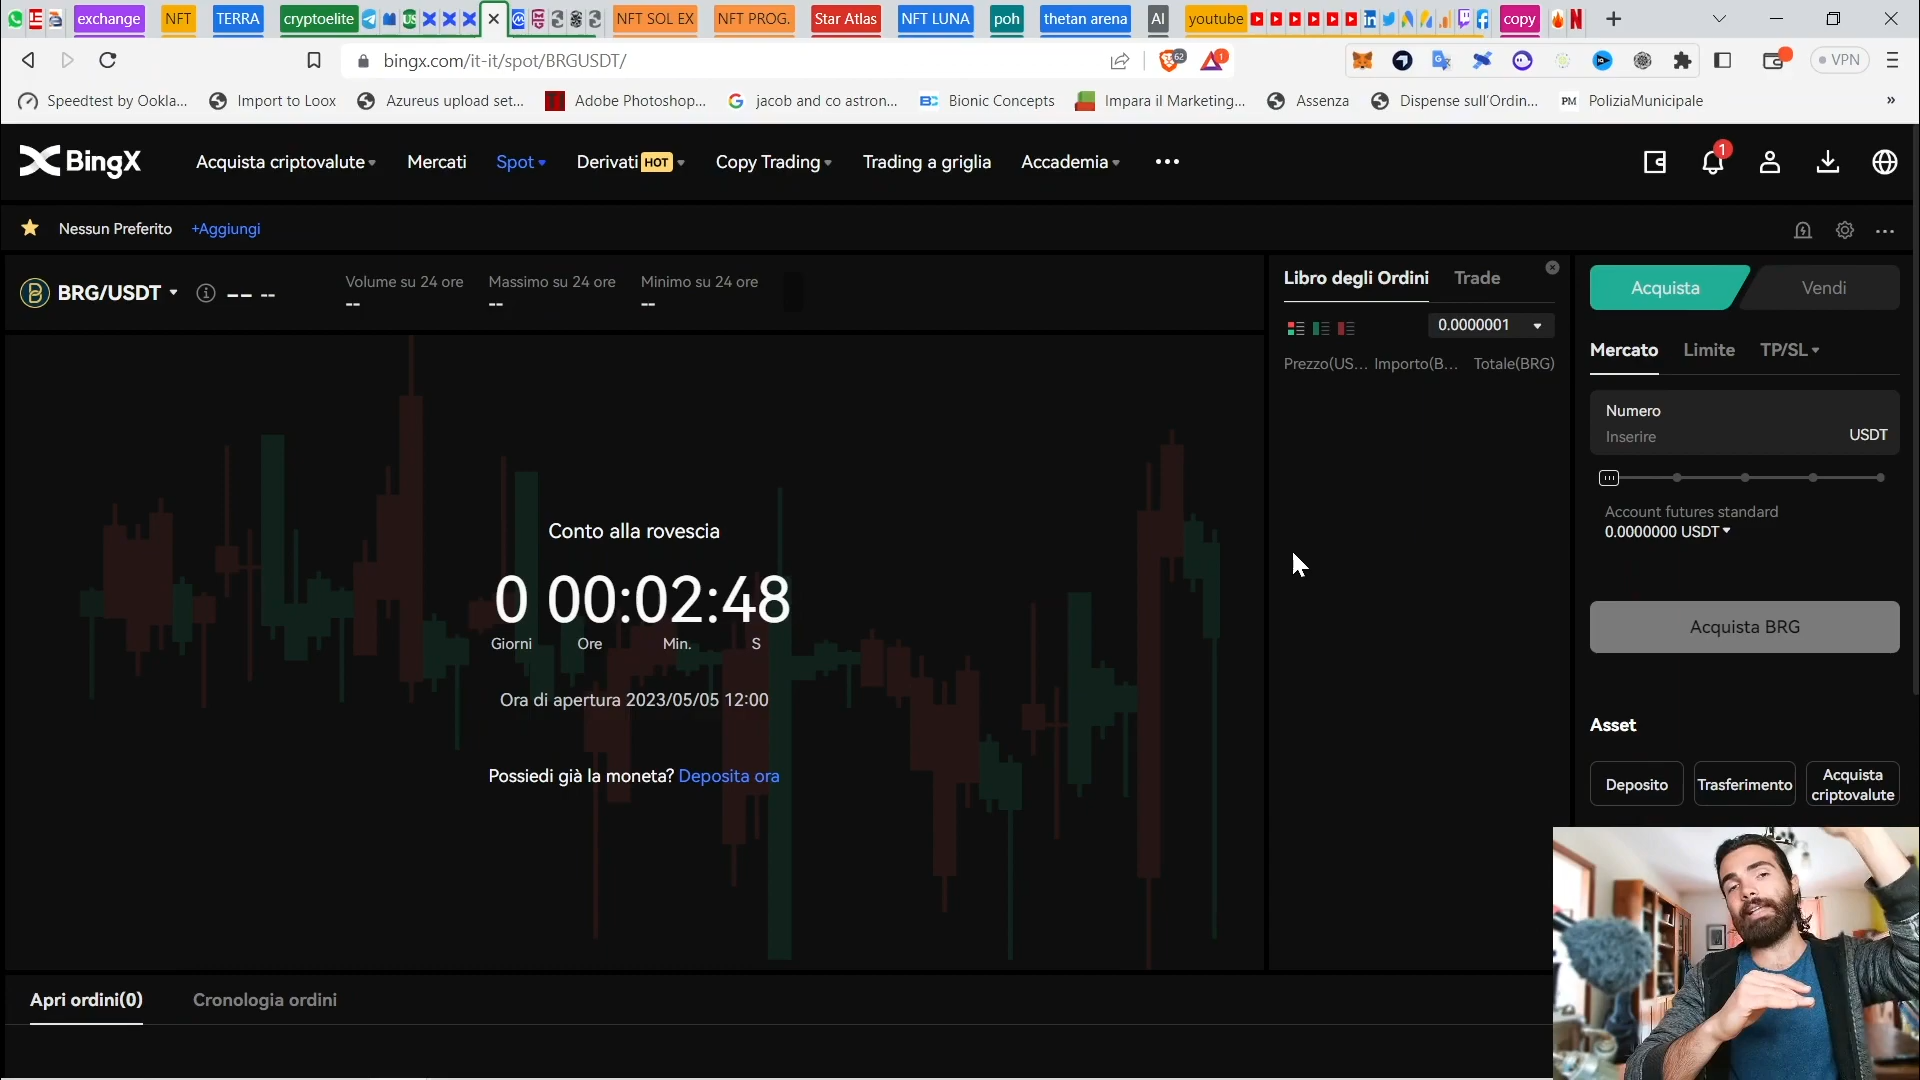 exchange NFT TERRA cryptoelite NFT SOL EX NFT PROG. Star Atlas NFT LUNA poh thetan arena AI youtube copy
bingx.com/it-it/spot/BRGUSDT/ 62 1 VPN
Speedtest by Ookla... Import to Loox Azureus upload set... Adobe Photoshop... jacob and co astron... Bionic Concepts Impara il Marketing... Assenza Dispense sull'Ordin... PM PoliziaMunicipale »
BingX Acquista criptovalute Mercati Spot Derivati HOT Copy Trading Trading a griglia Accademia ••• 1
Nessun Preferito +Aggiungi
BRG/USDT -- --
Volume su 24 ore Massimo su 24 ore Minimo su 24 ore
-- -- --
Conto alla rovescia
0 00:02:48
Giorni Ore Min. S
Ora di apertura 2023/05/05 12:00
Possiedi già la moneta? Deposita ora
Libro degli Ordini Trade
0.0000001
Prezzo(US... Importo(B... Totale(BRG)
Acquista Vendi
Mercato Limite TP/SL
Numero
Inserire USDT
Account futures standard
0.0000000 USDT
Acquista BRG
Asset
Deposito Trasferimento Acquista criptovalute
Apri ordini(0) Cronologia ordini